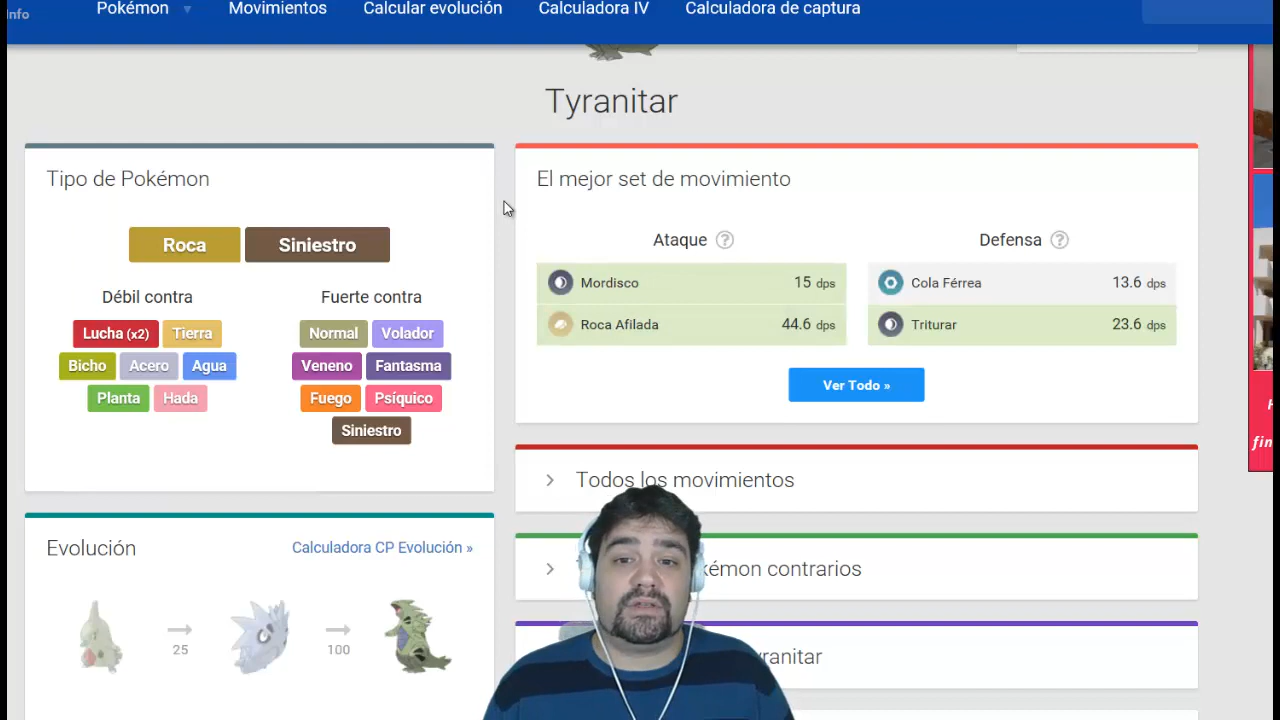 Info
Pokémon Movimientos Calcular evolución Calculadora IV Calculadora de captura
Tyranitar
Tipo de Pokémon
Roca Siniestro
Débil contra
Lucha (x2) Tierra
Bicho Acero Agua
Planta Hada
Fuerte contra
Normal Volador
Veneno Fantasma
Fuego Psíquico
Siniestro
El mejor set de movimiento
Ataque ?
Mordisco 15 dps
Roca Afilada 44.6 dps
Defensa ?
Cola Férrea 13.6 dps
Triturar 23.6 dps
Ver Todo »
Todos los movimientos
kémon contrarios
yranitar
Evolución Calculadora CP Evolución »
25 100
fin